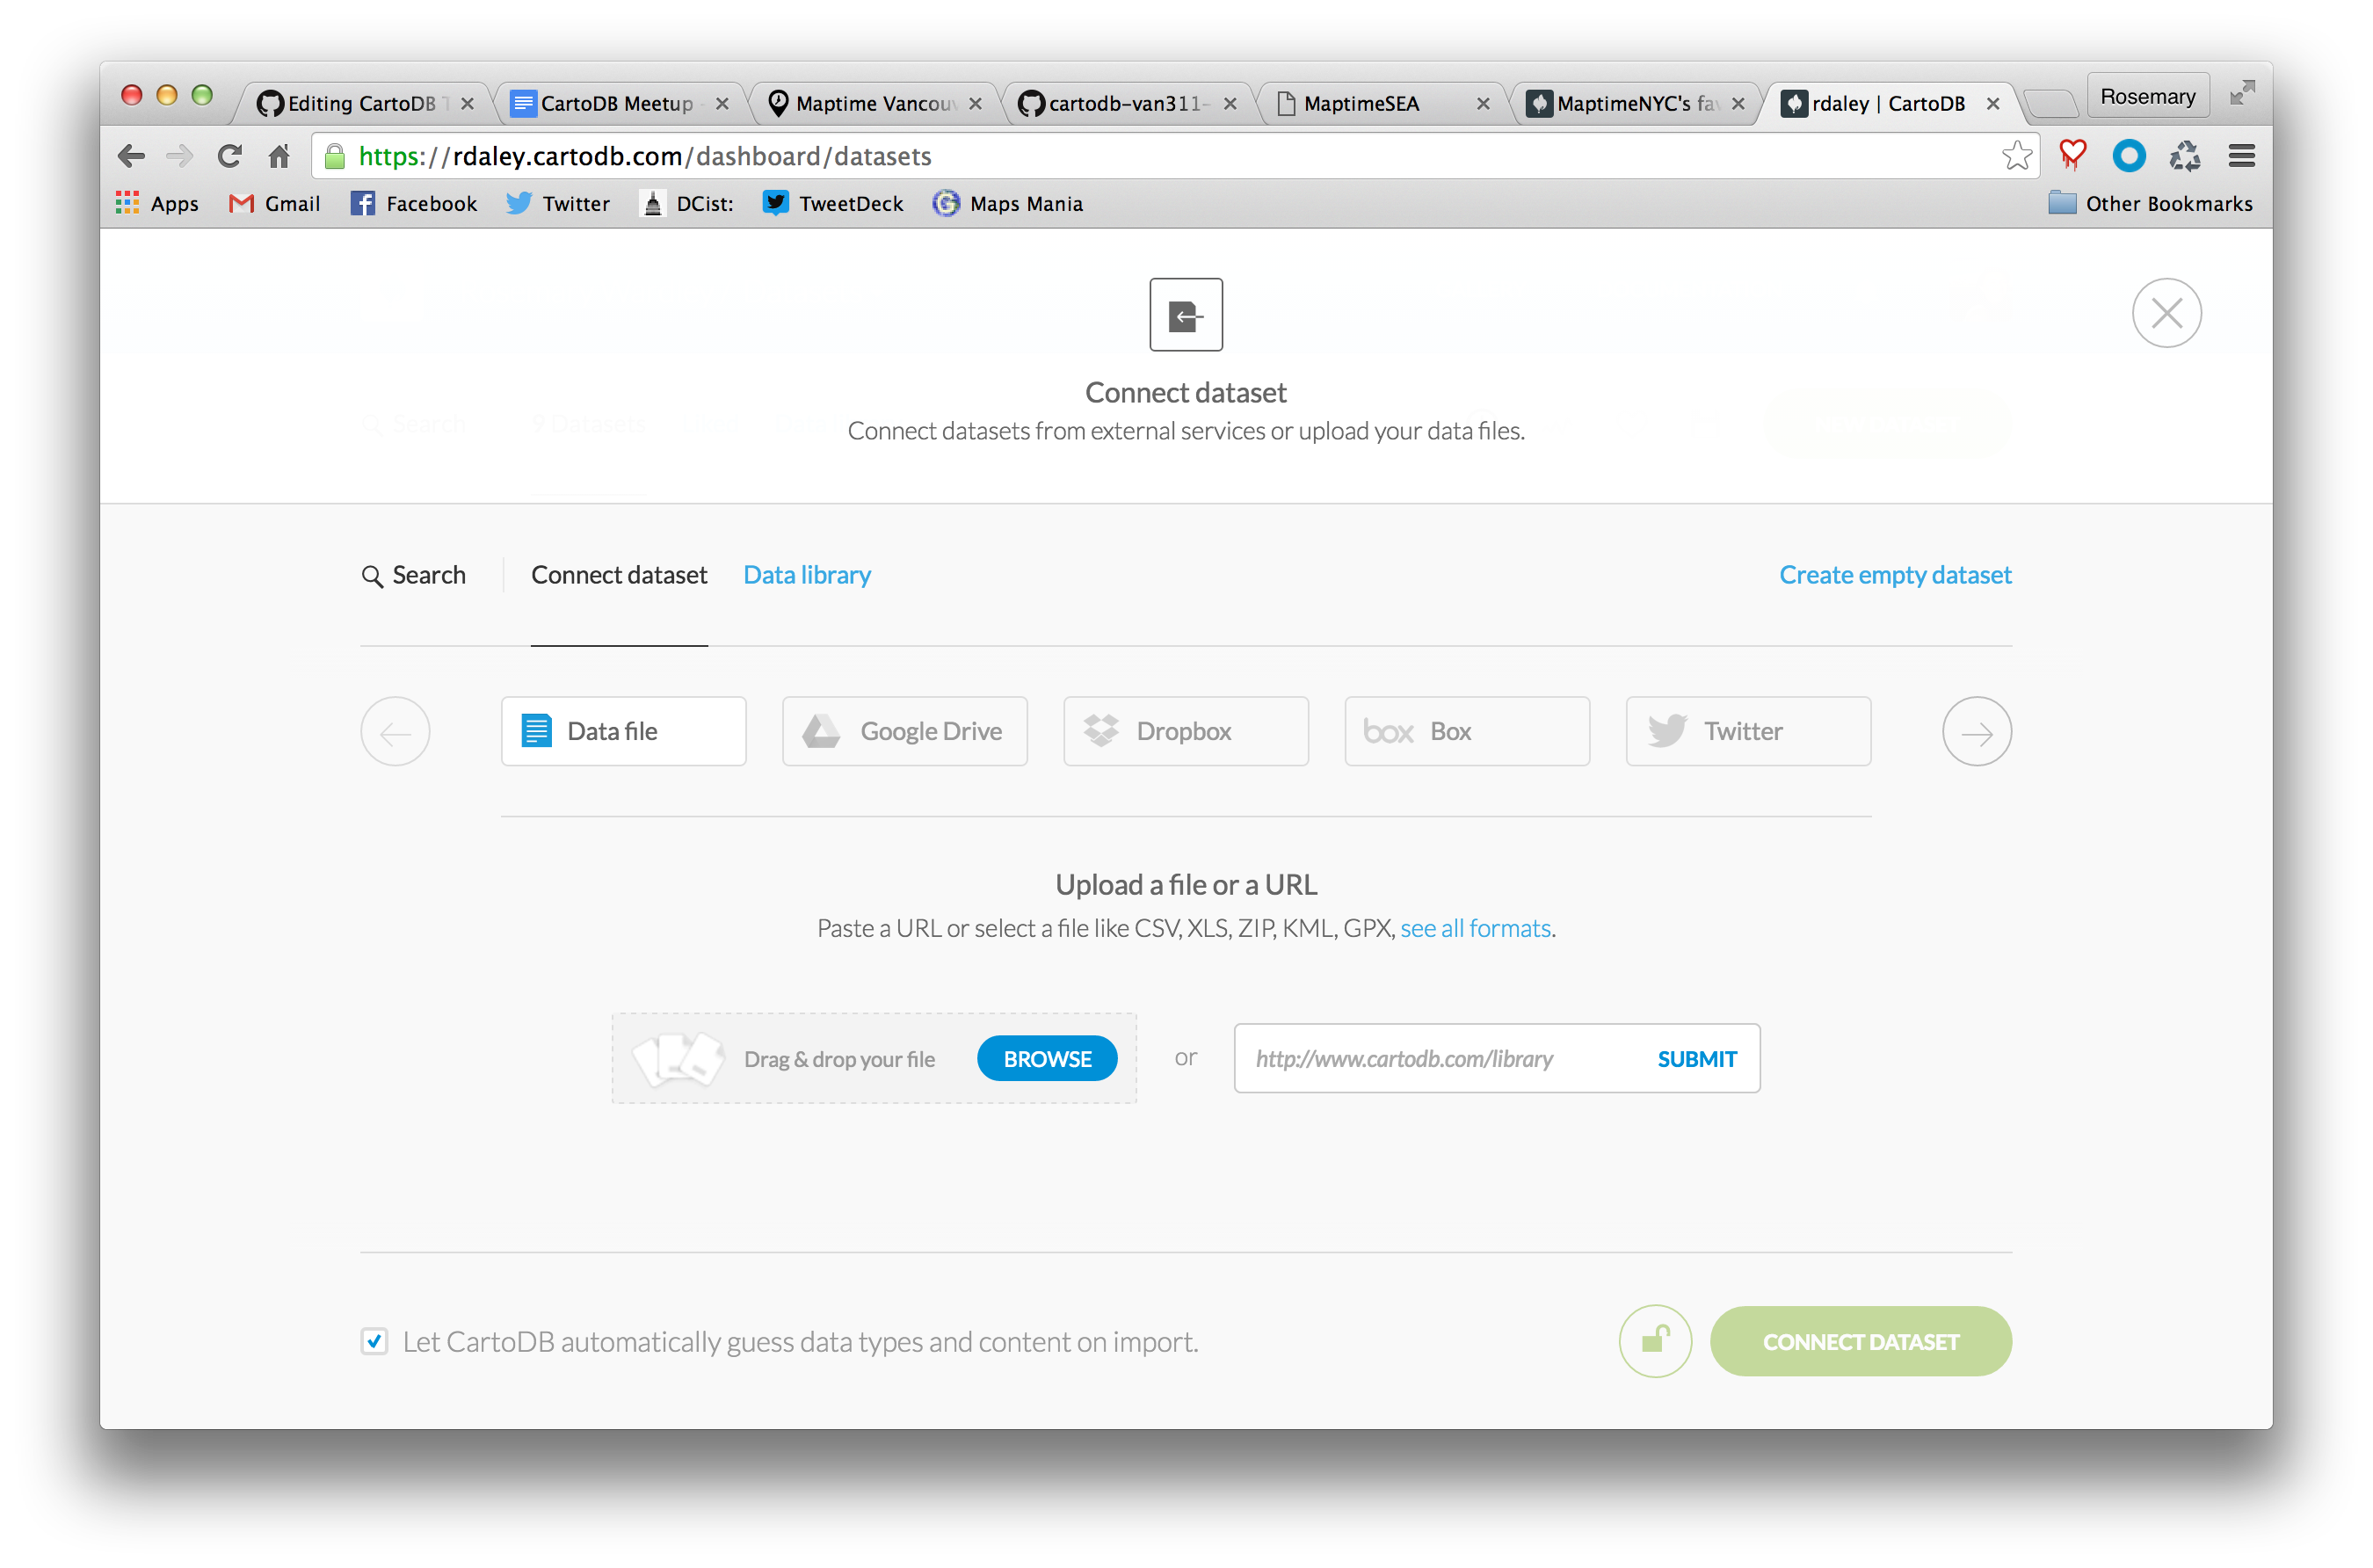 Editing CartoDB T
CartoDB Meetup -
Maptime Vancouv
cartodb-van311-
MaptimeSEA
MaptimeNYC's fav
rdaley | CartoDB
Rosemary
https://rdaley.cartodb.com/dashboard/datasets
Apps Gmail Facebook Twitter DCist: TweetDeck Maps Mania Other Bookmarks
Connect dataset
Search 9 Datasets
Connect datasets from external services or upload your data files.
Search Connect dataset Data library Create empty dataset
Data file Google Drive Dropbox box Box Twitter
Upload a file or a URL
Paste a URL or select a file like CSV, XLS, ZIP, KML, GPX, see all formats.
Drag & drop your file BROWSE or http://www.cartodb.com/library SUBMIT
Let CartoDB automatically guess data types and content on import. CONNECT DATASET